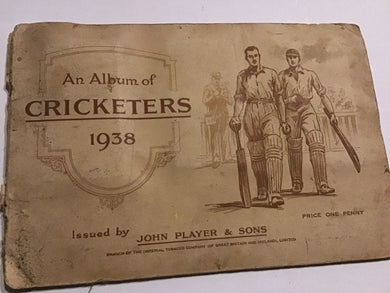 An Album of
CRICKETERS
1938
PRICE ONE PENNY
Issued by JOHN PLAYER & SONS
BRANCH OF THE IMPERIAL TOBACCO COMPANY (OF GREAT BRITAIN AND IRELAND), LIMITED